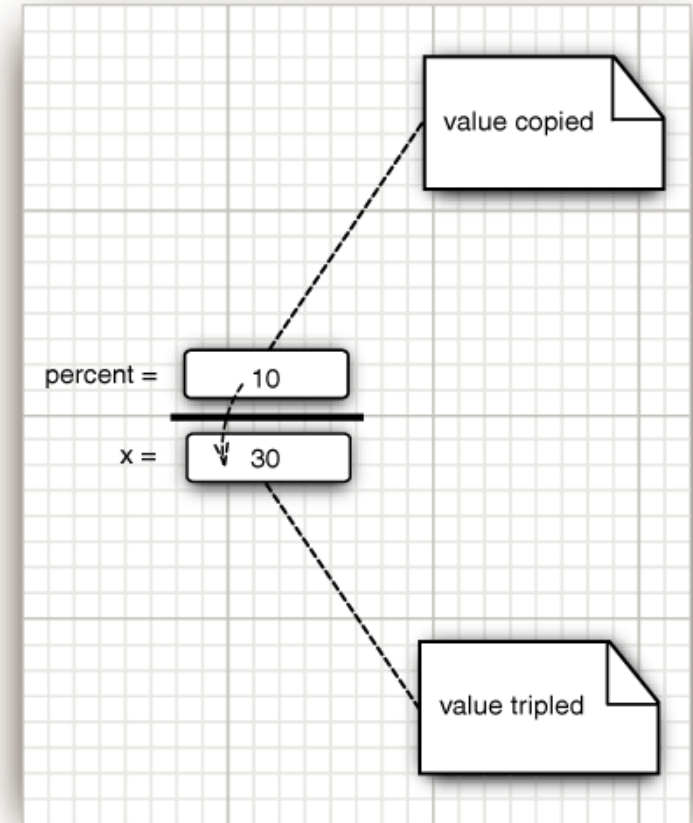 value copied
percent = 10
x = 30
value tripled